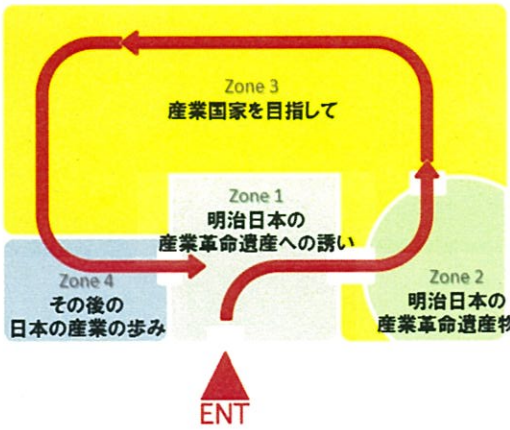 Zone 3
産業国家を目指して
Zone 1
明治日本の
産業革命遺産への誘い
Zone 4
その後の
日本の産業の歩み
Zone 2
明治日本の
産業革命遺産物
ENT